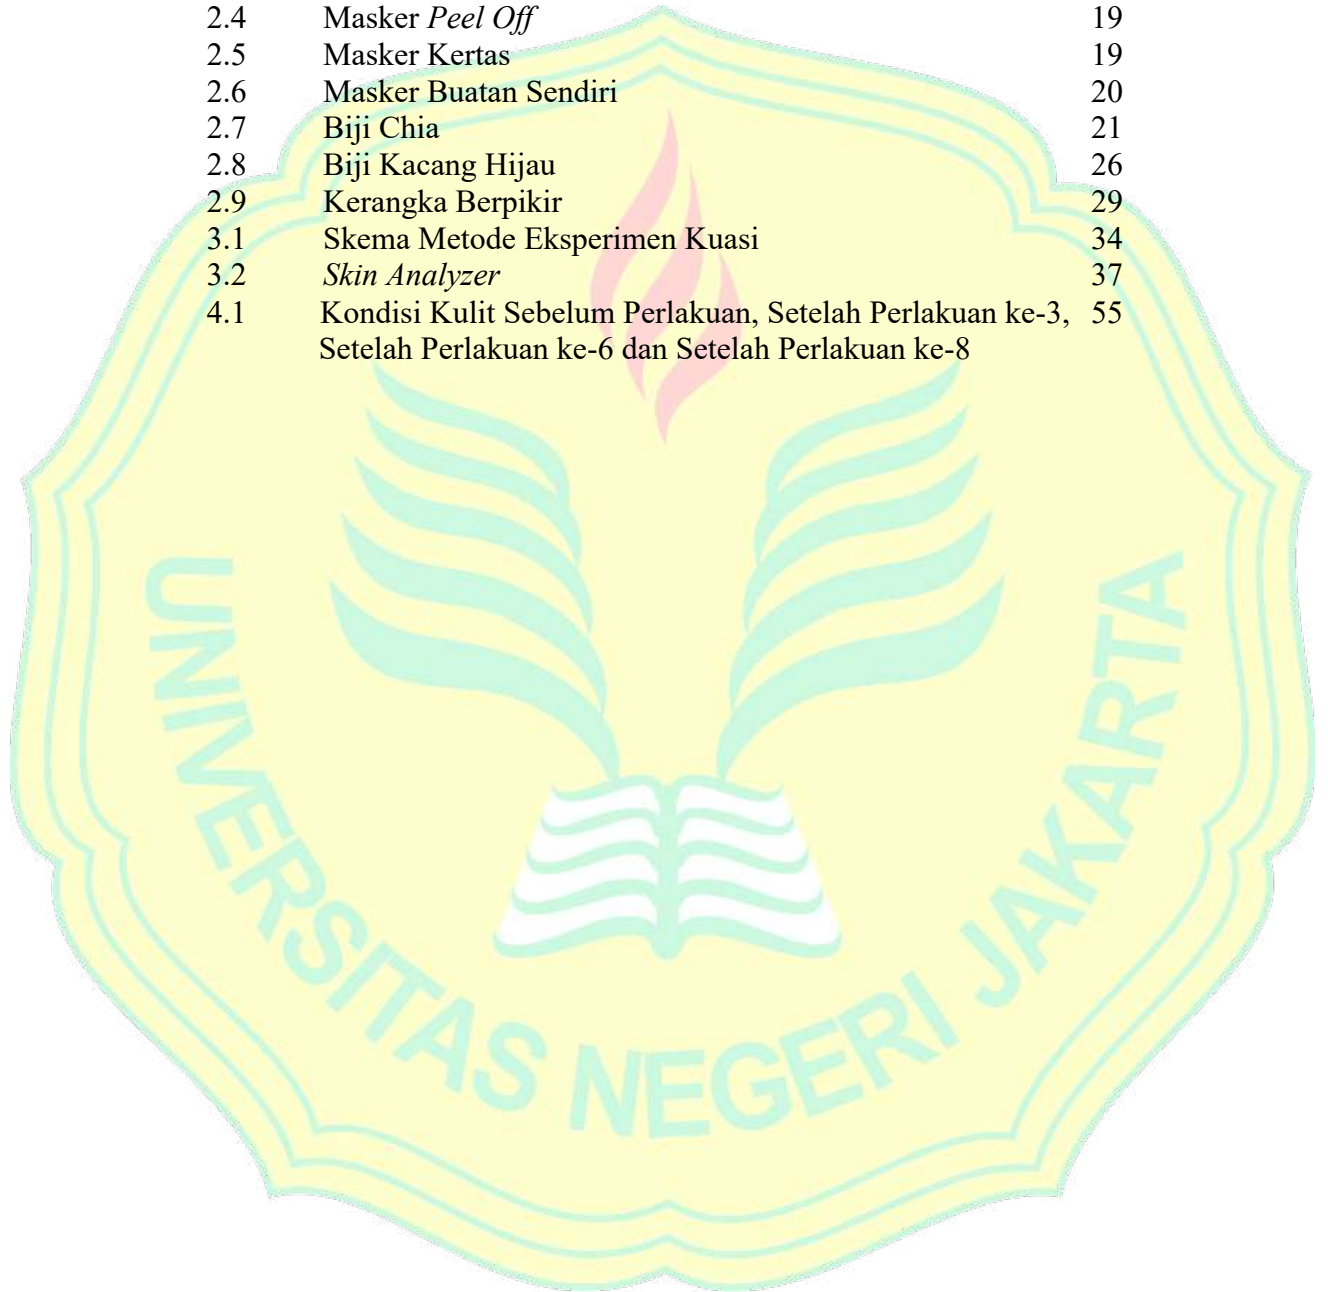 2.4 Masker Peel Off 19
2.5 Masker Kertas 19
2.6 Masker Buatan Sendiri 20
2.7 Biji Chia 21
2.8 Biji Kacang Hijau 26
2.9 Kerangka Berpikir 29
3.1 Skema Metode Eksperimen Kuasi 34
3.2 Skin Analyzer 37
4.1 Kondisi Kulit Sebelum Perlakuan, Setelah Perlakuan ke-3, 55
Setelah Perlakuan ke-6 dan Setelah Perlakuan ke-8
UNIVERSITAS NEGERI JAKARTA